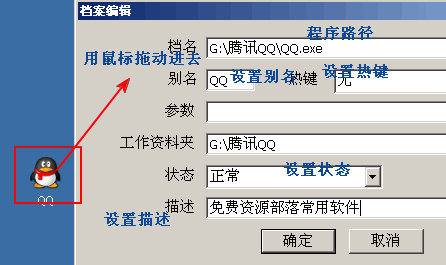 档案编辑
程序路径
档名 G:\腾讯QQ\QQ.exe
用鼠标拖动进去
别名 QQ 设置别名 热键 无 设置热键
参数
工作资料夹 G:\腾讯QQ
状态 正常 设置状态
描述 免费资源部落常用软件
设置描述
QQ
确定 取消